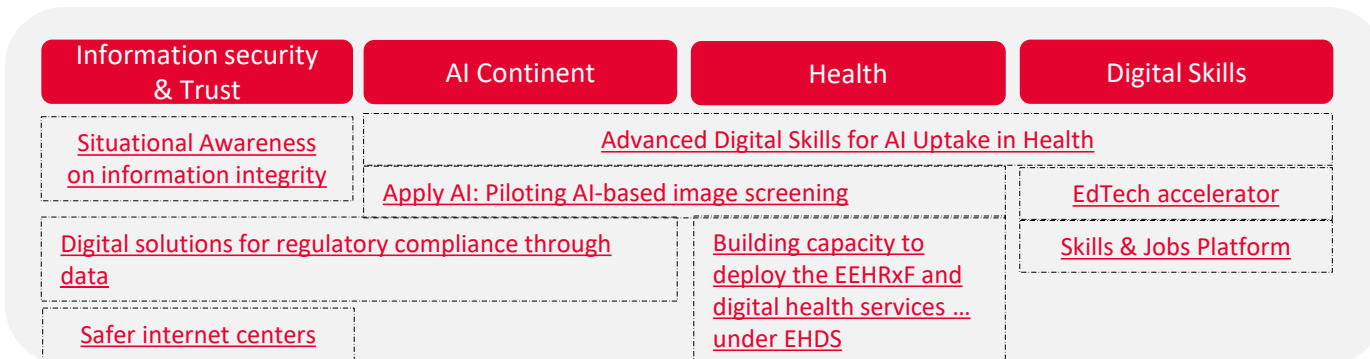 Information security
& Trust
AI Continent
Health
Digital Skills
Situational Awareness
on information integrity
Advanced Digital Skills for AI Uptake in Health
Apply AI: Piloting AI-based image screening
EdTech accelerator
Digital solutions for regulatory compliance through
data
Building capacity to
deploy the EEHRxF and
digital health services …
under EHDS
Skills & Jobs Platform
Safer internet centers